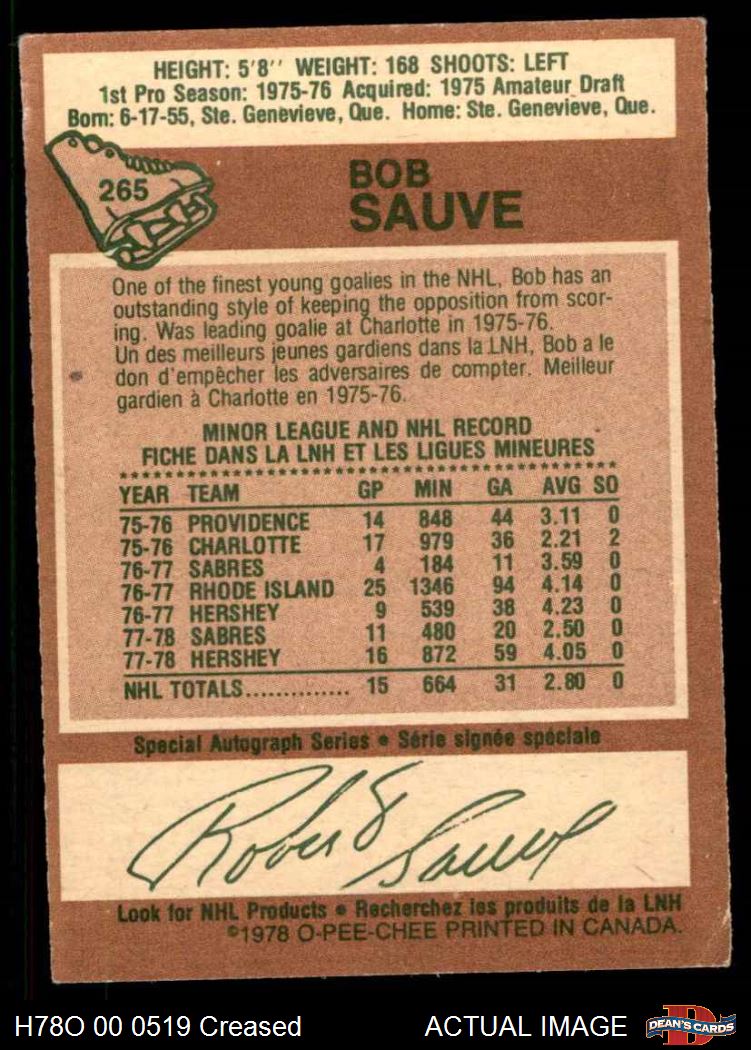 HEIGHT: 5'8'' WEIGHT: 168 SHOOTS: LEFT
1st Pro Season: 1975-76 Acquired: 1975 Amateur Draft
Born: 6-17-55, Ste. Genevieve, Que. Home: Ste. Genevieve, Que.
265
BOB
SAUVE
One of the finest young goalies in the NHL, Bob has an
outstanding style of keeping the opposition from scor-
ing. Was leading goalie at Charlotte in 1975-76.
Un des meilleurs jeunes gardiens dans la LNH, Bob a le
don d'empêcher les adversaires de compter. Meilleur
gardien à Charlotte en 1975-76.
MINOR LEAGUE AND NHL RECORD
FICHE DANS LA LNH ET LES LIGUES MINEURES
YEAR TEAM GP MIN GA AVG SO
75-76 PROVIDENCE 14 848 44 3.11 0
75-76 CHARLOTTE 17 979 36 2.21 2
76-77 SABRES 4 184 11 3.59 0
76-77 RHODE ISLAND 25 1346 94 4.14 0
76-77 HERSHEY 9 539 38 4.23 0
77-78 SABRES 11 480 20 2.50 0
77-78 HERSHEY 16 872 59 4.05 0
NHL TOTALS.............. 15 664 31 2.80 0
Special Autograph Series • Série signée spéciale
Robert Sauve
Look for NHL Products • Recherchez les produits de la LNH
©1978 O-PEE-CHEE PRINTED IN CANADA.
H78O 00 0519 Creased ACTUAL IMAGE
D
DEAN'S CARDS